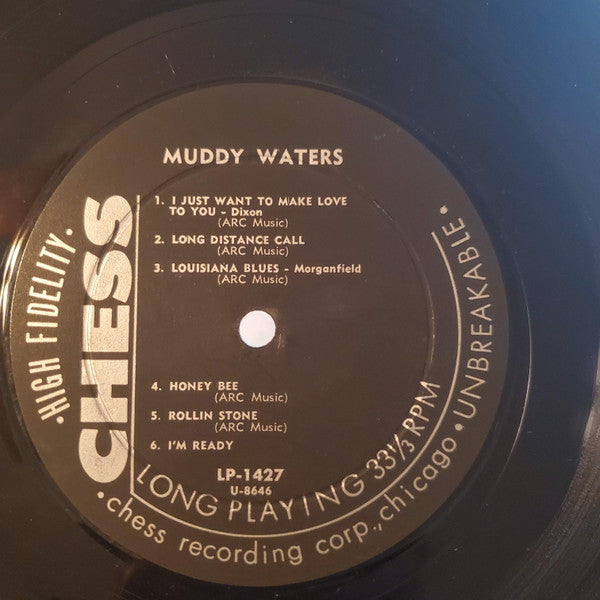 MUDDY WATERS
1. I JUST WANT TO MAKE LOVE
TO YOU - Dixon
(ARC Music)
2. LONG DISTANCE CALL
(ARC Music)
3. LOUISIANA BLUES - Morganfield
(ARC Music)
4. HONEY BEE
(ARC Music)
5. ROLLIN STONE
(ARC Music)
6. I'M READY
LP-1427
U-8646
LONG PLAYING 33⅓ RPM
• HIGH FIDELITY •
CHESS
• chess recording corp., chicago • UNBREAKABLE •